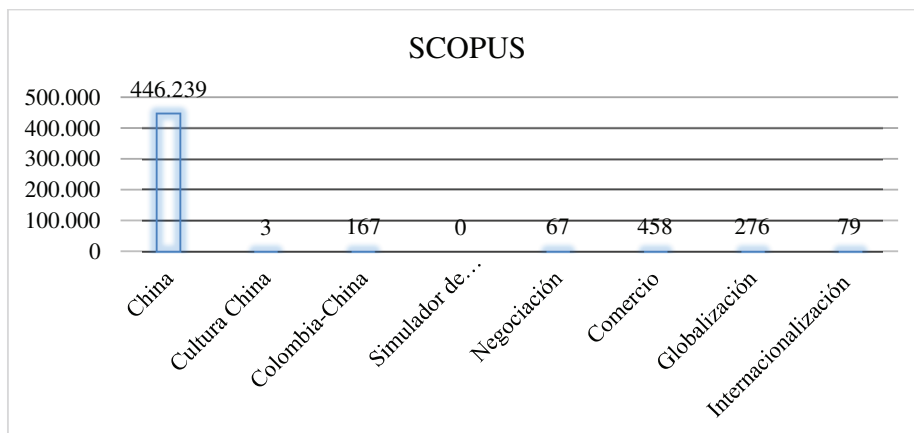 SCOPUS
446.239
500.000
400.000
300.000
200.000
100.000
0
3
167
0
67
458
276
79
China
Cultura China
Colombia-China
Simulador de…
Negociación
Comercio
Globalización
Internacionalización